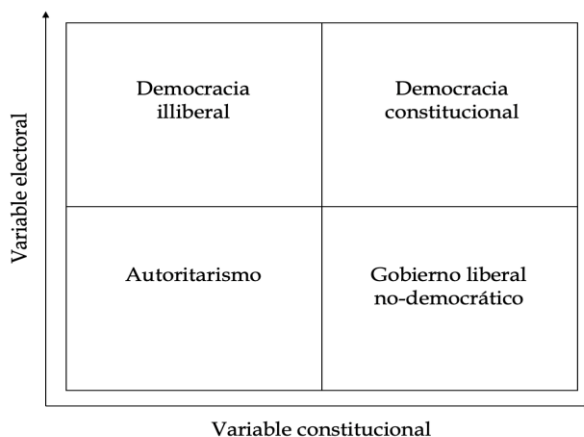 Variable electoral
Democracia
illiberal
Democracia
constitucional
Autoritarismo
Gobierno liberal
no-democrático
Variable constitucional